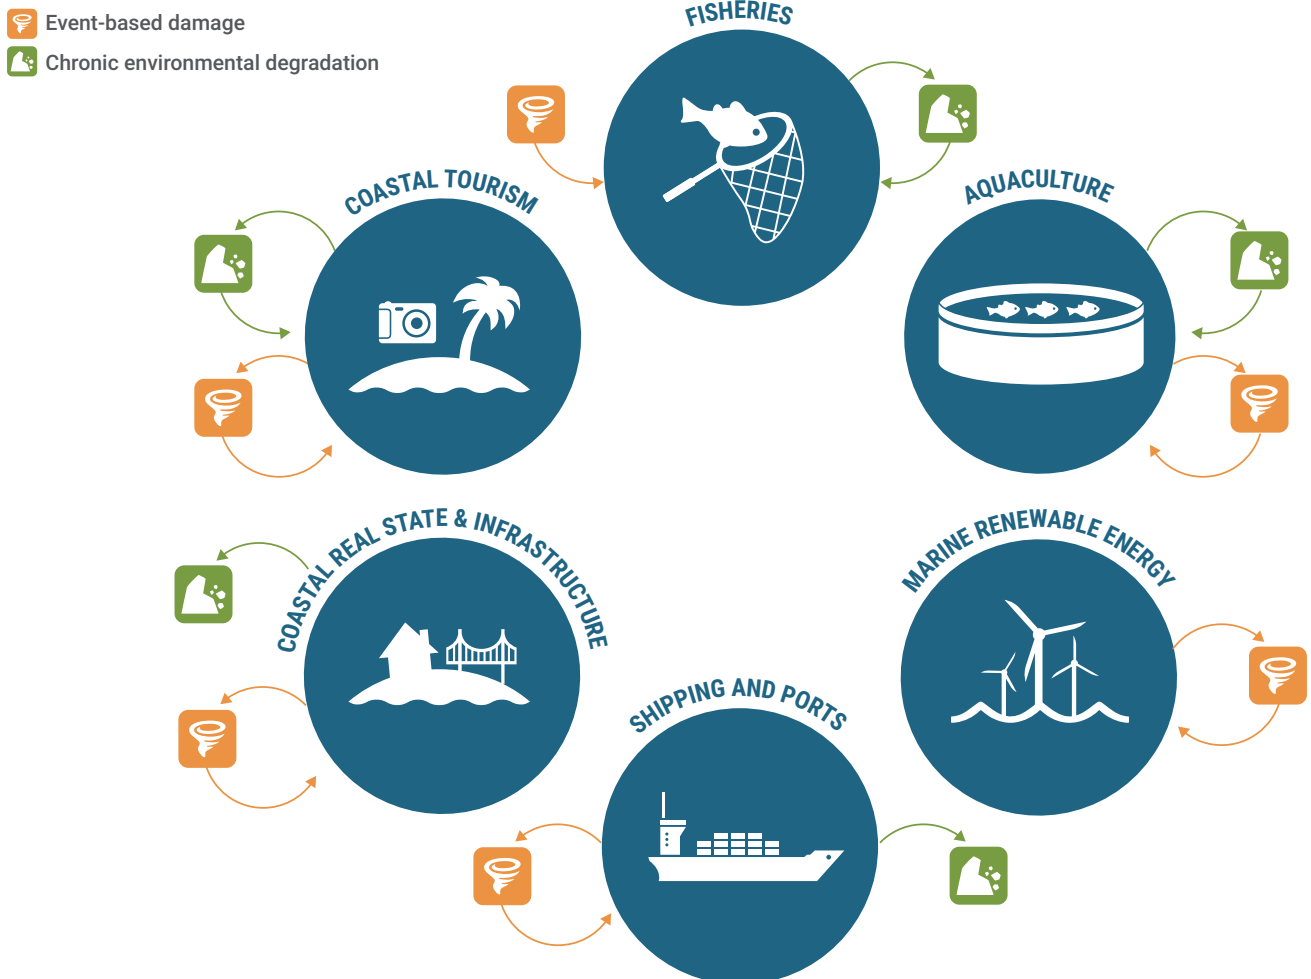 Event-based damage
Chronic environmental degradation
FISHERIES
COASTAL TOURISM
AQUACULTURE
COASTAL REAL STATE & INFRASTRUCTURE
MARINE RENEWABLE ENERGY
SHIPPING AND PORTS